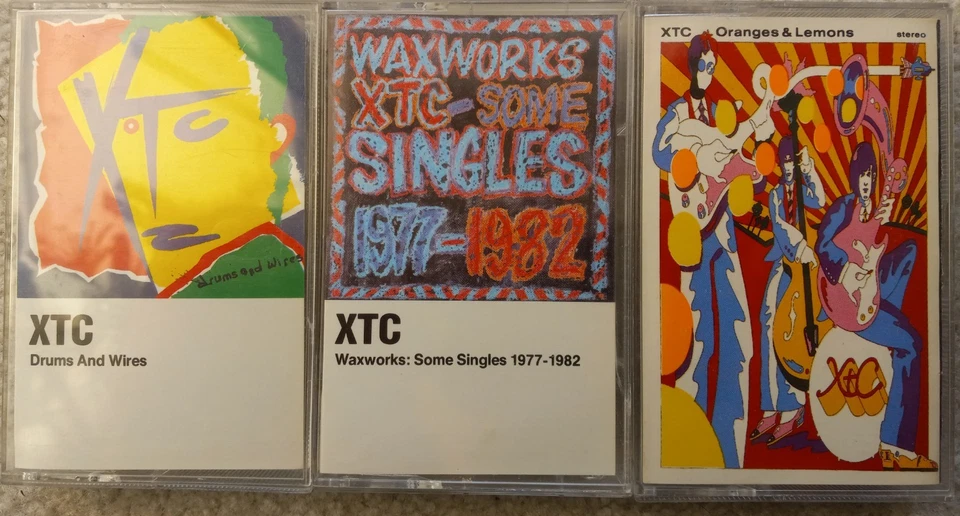 XTC
drums and wires
XTC
Drums And Wires
WAXWORKS
XTC-SOME
SINGLES
1977-1982
XTC
Waxworks: Some Singles 1977-1982
XTC Oranges & Lemons stereo
XtC